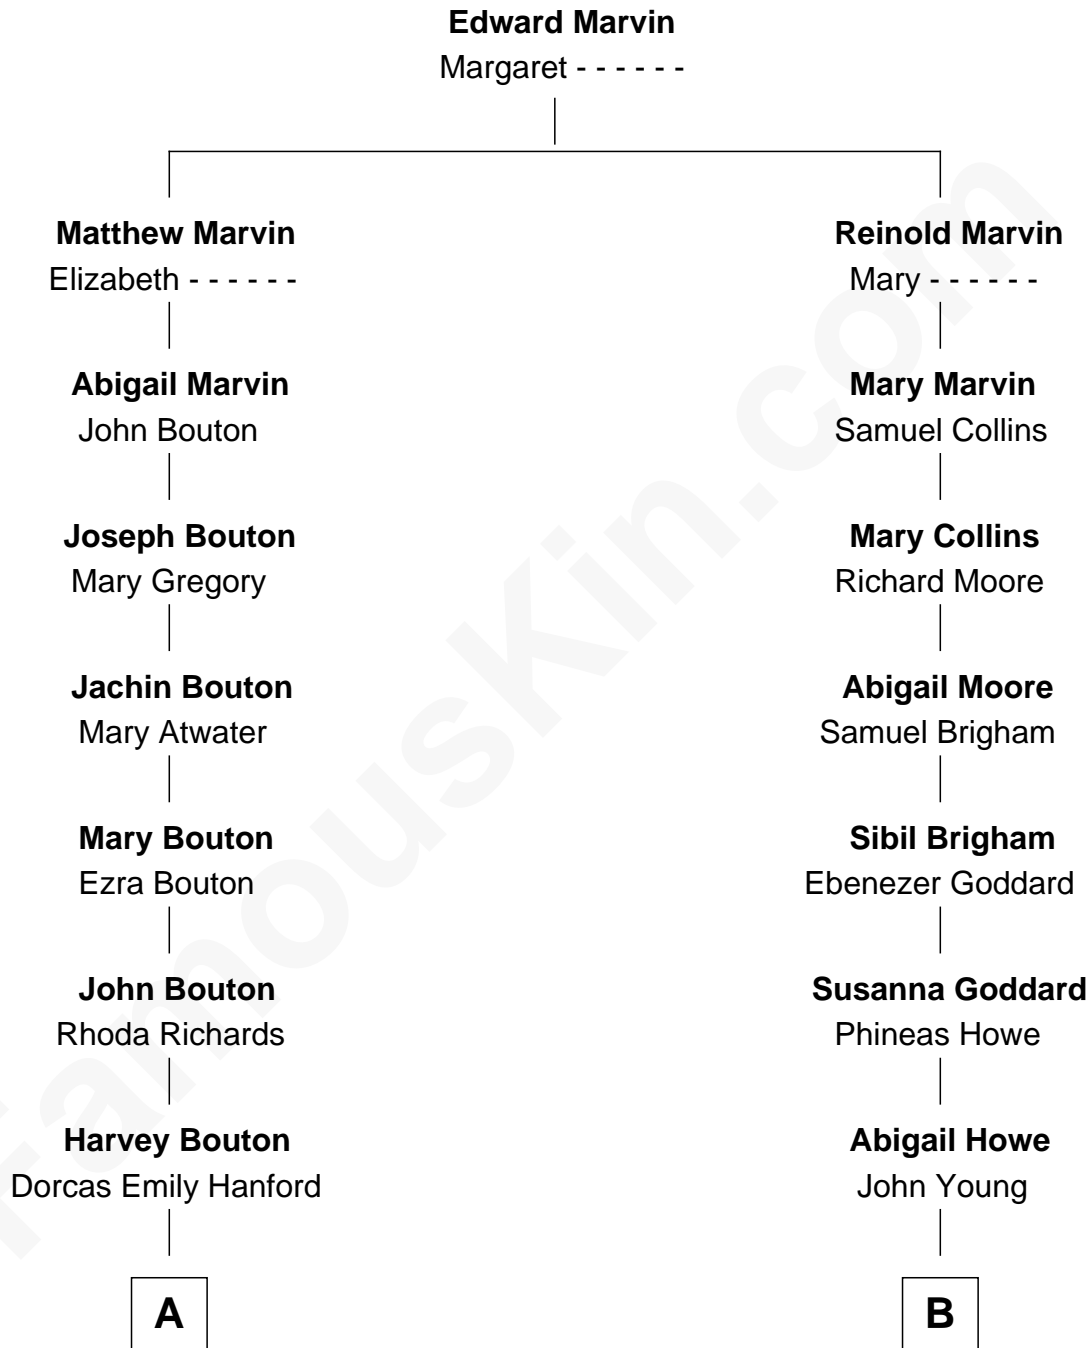 Edward Marvin
Margaret - - - - - -
Matthew Marvin
Elizabeth - - - - - -
Abigail Marvin
John Bouton
Joseph Bouton
Mary Gregory
Jachin Bouton
Mary Atwater
Mary Bouton
Ezra Bouton
John Bouton
Rhoda Richards
Harvey Bouton
Dorcas Emily Hanford
A
Reinold Marvin
Mary - - - - - -
Mary Marvin
Samuel Collins
Mary Collins
Richard Moore
Abigail Moore
Samuel Brigham
Sibil Brigham
Ebenezer Goddard
Susanna Goddard
Phineas Howe
Abigail Howe
John Young
B
FamousKin.com